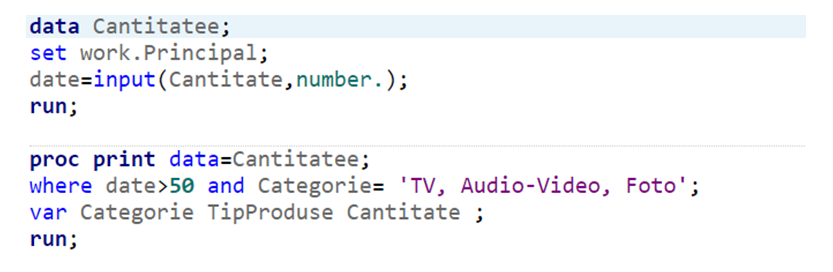 data Cantitatee;
set work.Principal;
date=input(Cantitate,number.);
run;
proc print data=Cantitatee;
where date>50 and Categorie= 'TV, Audio-Video, Foto';
var Categorie TipProduse Cantitate ;
run;